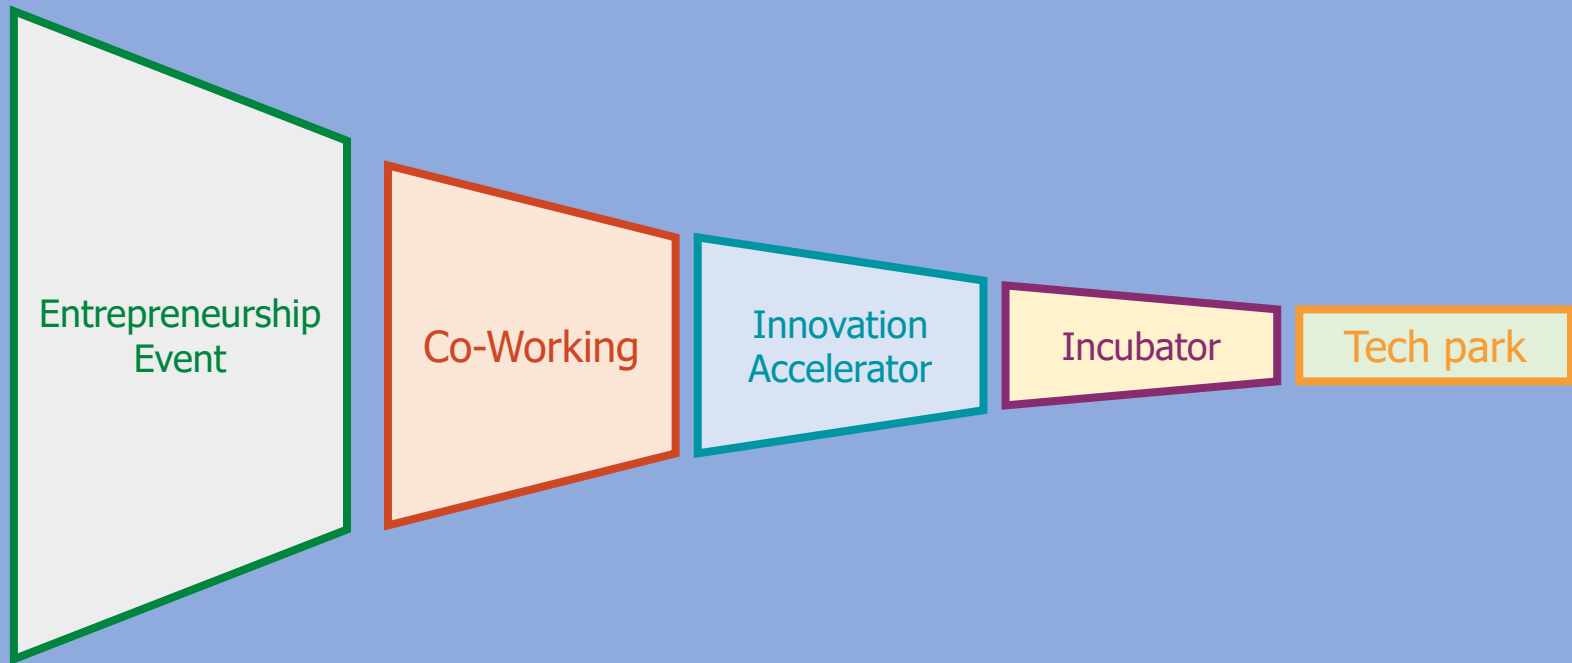 Entrepreneurship
Event
Co-Working
Innovation
Accelerator
Incubator
Tech park